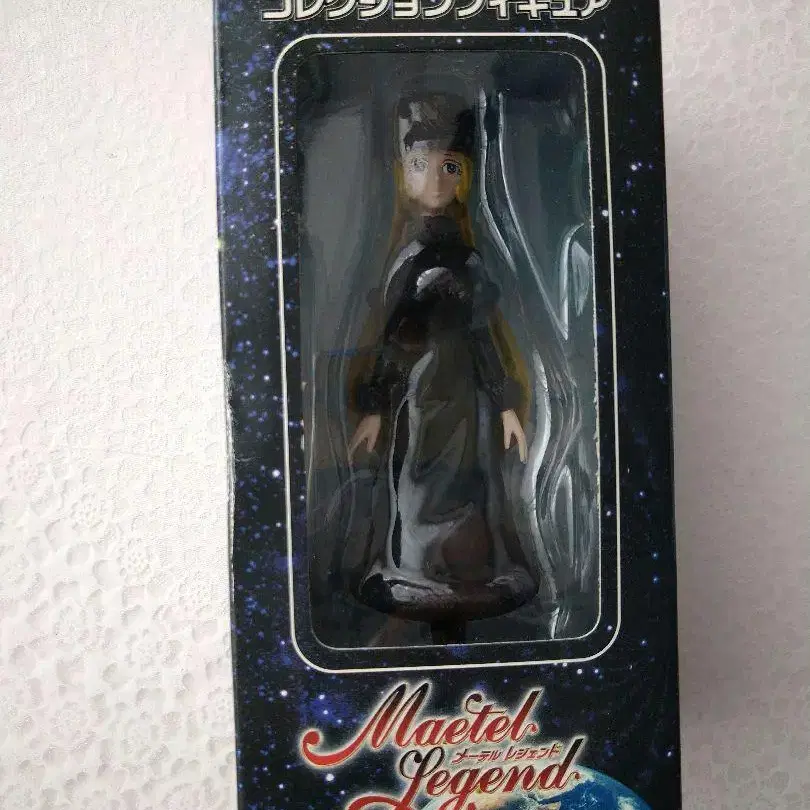 コレクションフィギュア
Maetel
メーテル レジェンド
Legend